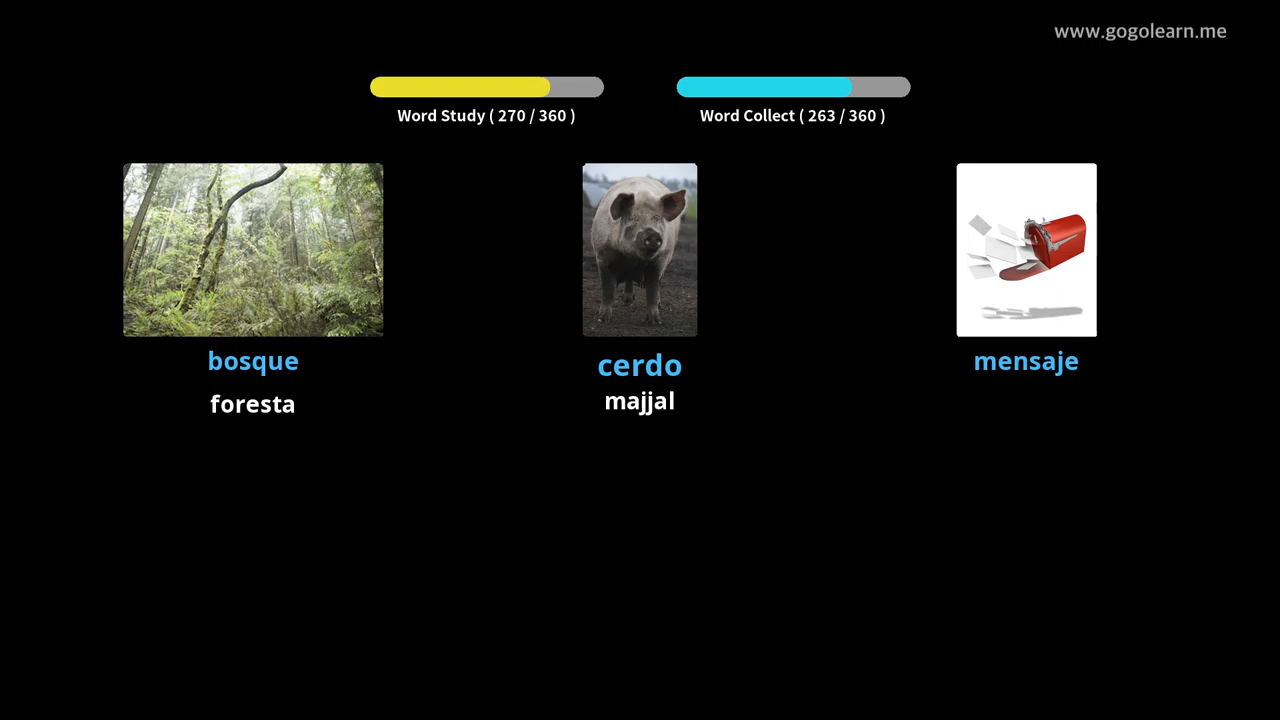 www.gogolearn.me
Word Study ( 270 / 360 )
Word Collect ( 263 / 360 )
bosque
foresta
cerdo
majjal
mensaje